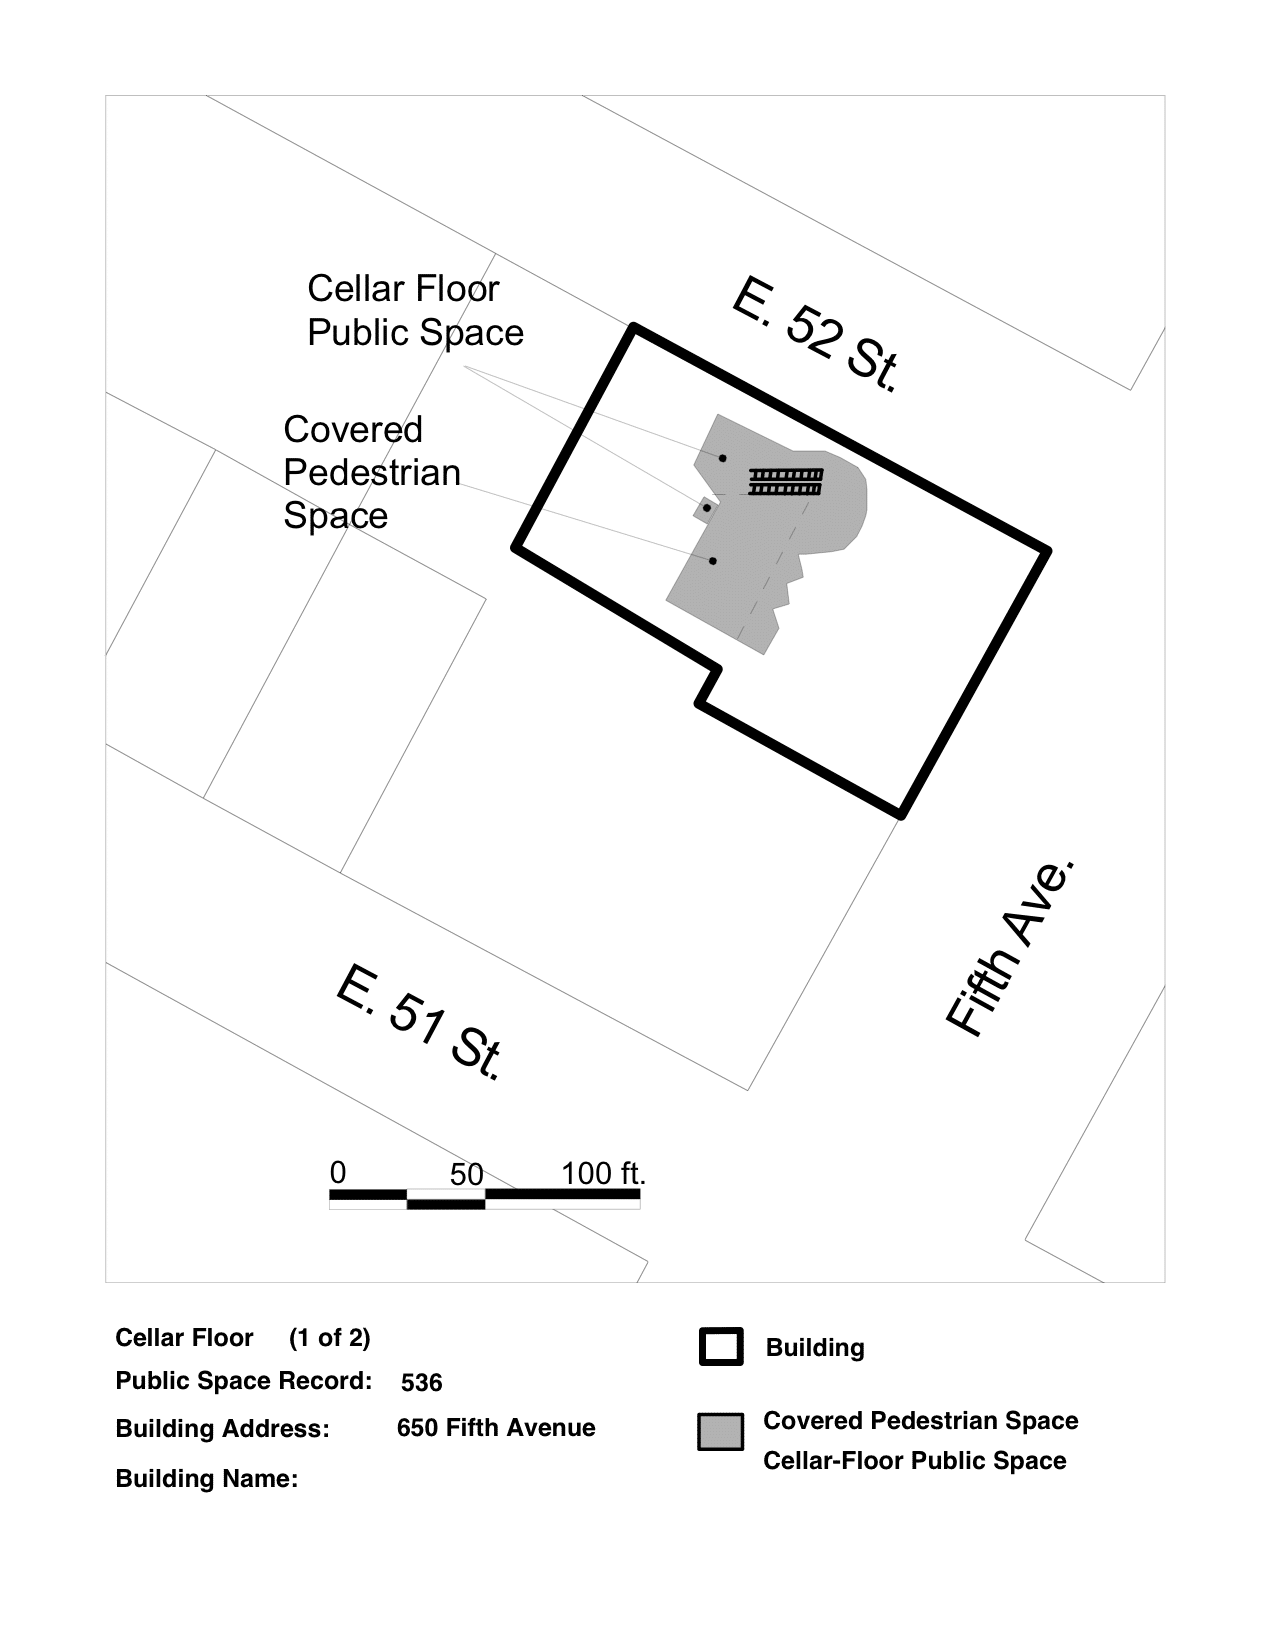 E. 52 St.
Cellar Floor
Public Space
Covered
Pedestrian
Space
Fifth Ave.
E. 51 St.
0 50 100 ft.
Cellar Floor (1 of 2)
Public Space Record: 536
Building Address: 650 Fifth Avenue
Building Name:
Building
Covered Pedestrian Space
Cellar-Floor Public Space